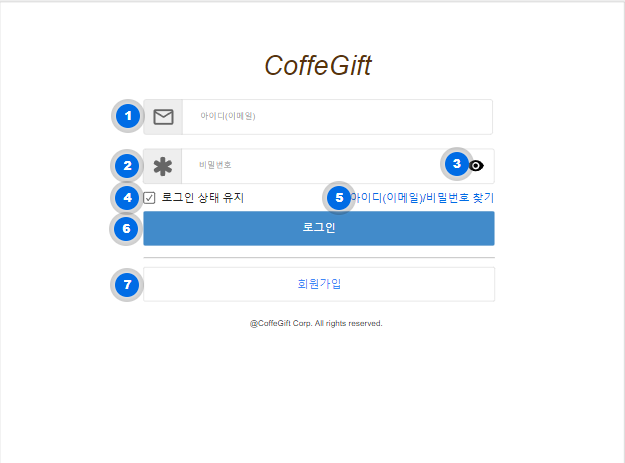 CoffeGift
1 아이디(이메일)
2 비밀번호 3
4 로그인 상태 유지 5 아이디(이메일)/비밀번호 찾기
6 로그인
7 회원가입
@CoffeGift Corp. All rights reserved.